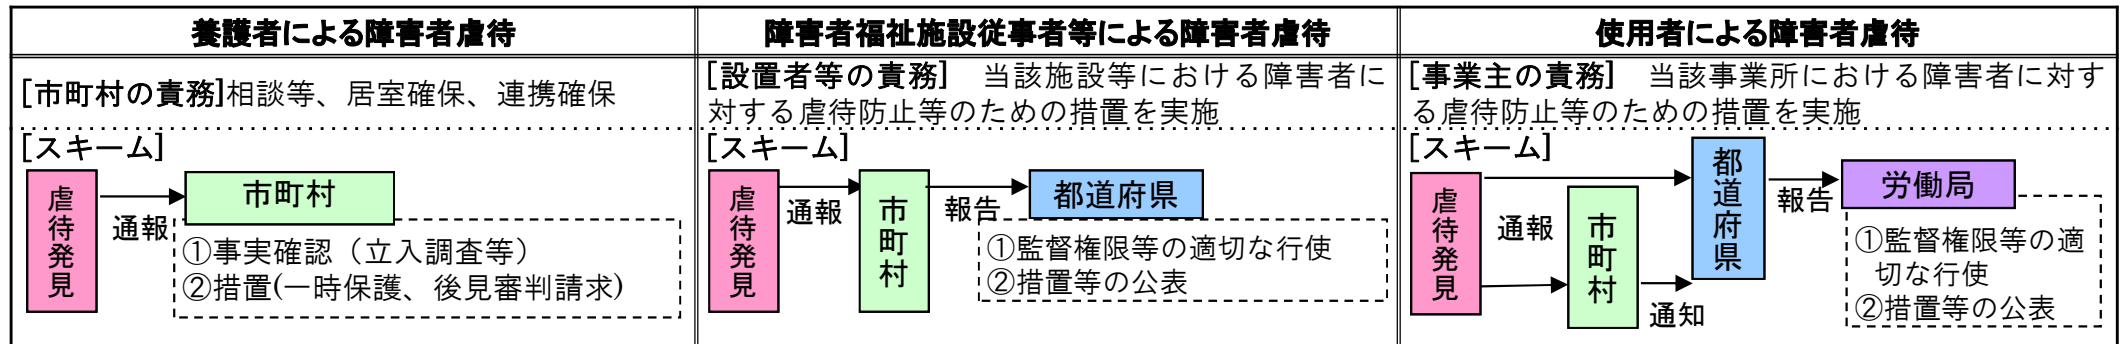 養護者による障害者虐待
[市町村の責務]相談等、居室確保、連携確保
[スキーム]
虐待発見
通報
市町村
①事実確認（立入調査等）
②措置(一時保護、後見審判請求)
障害者福祉施設従事者等による障害者虐待
[設置者等の責務]　当該施設等における障害者に
対する虐待防止等のための措置を実施
[スキーム]
虐待発見
通報
市町村
報告
都道府県
①監督権限等の適切な行使
②措置等の公表
使用者による障害者虐待
[事業主の責務]　当該事業所における障害者に対す
る虐待防止等のための措置を実施
[スキーム]
虐待発見
通報
市町村
通知
都道府県
報告
労働局
①監督権限等の適
切な行使
②措置等の公表